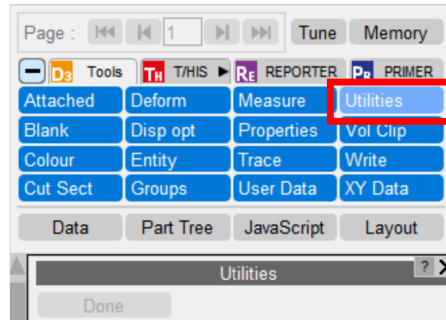 Page : 1 Tune Memory
D3 Tools TH T/HIS RE REPORTER PR PRIMER
Attached Deform Measure Utilities
Blank Disp opt Properties Vol Clip
Colour Entity Trace Write
Cut Sect Groups User Data XY Data
Data Part Tree JavaScript Layout
Utilities ? X
Done